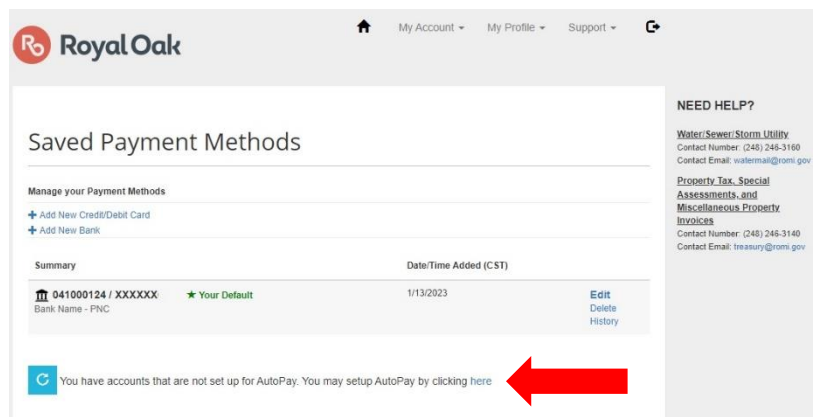 Ro Royal Oak
My Account My Profile Support
Saved Payment Methods
Manage your Payment Methods
+ Add New Credit/Debit Card
+ Add New Bank
Summary Date/Time Added (CST)
041000124 / XXXXXX ★ Your Default 1/13/2023 Edit
Bank Name - PNC Delete
History
You have accounts that are not set up for AutoPay. You may setup AutoPay by clicking here
NEED HELP?
Water/Sewer/Storm Utility
Contact Number: (248) 246-3160
Contact Email: watermail@romi.gov
Property Tax, Special
Assessments, and
Miscellaneous Property
Invoices
Contact Number: (248) 246-3140
Contact Email: treasury@romi.gov